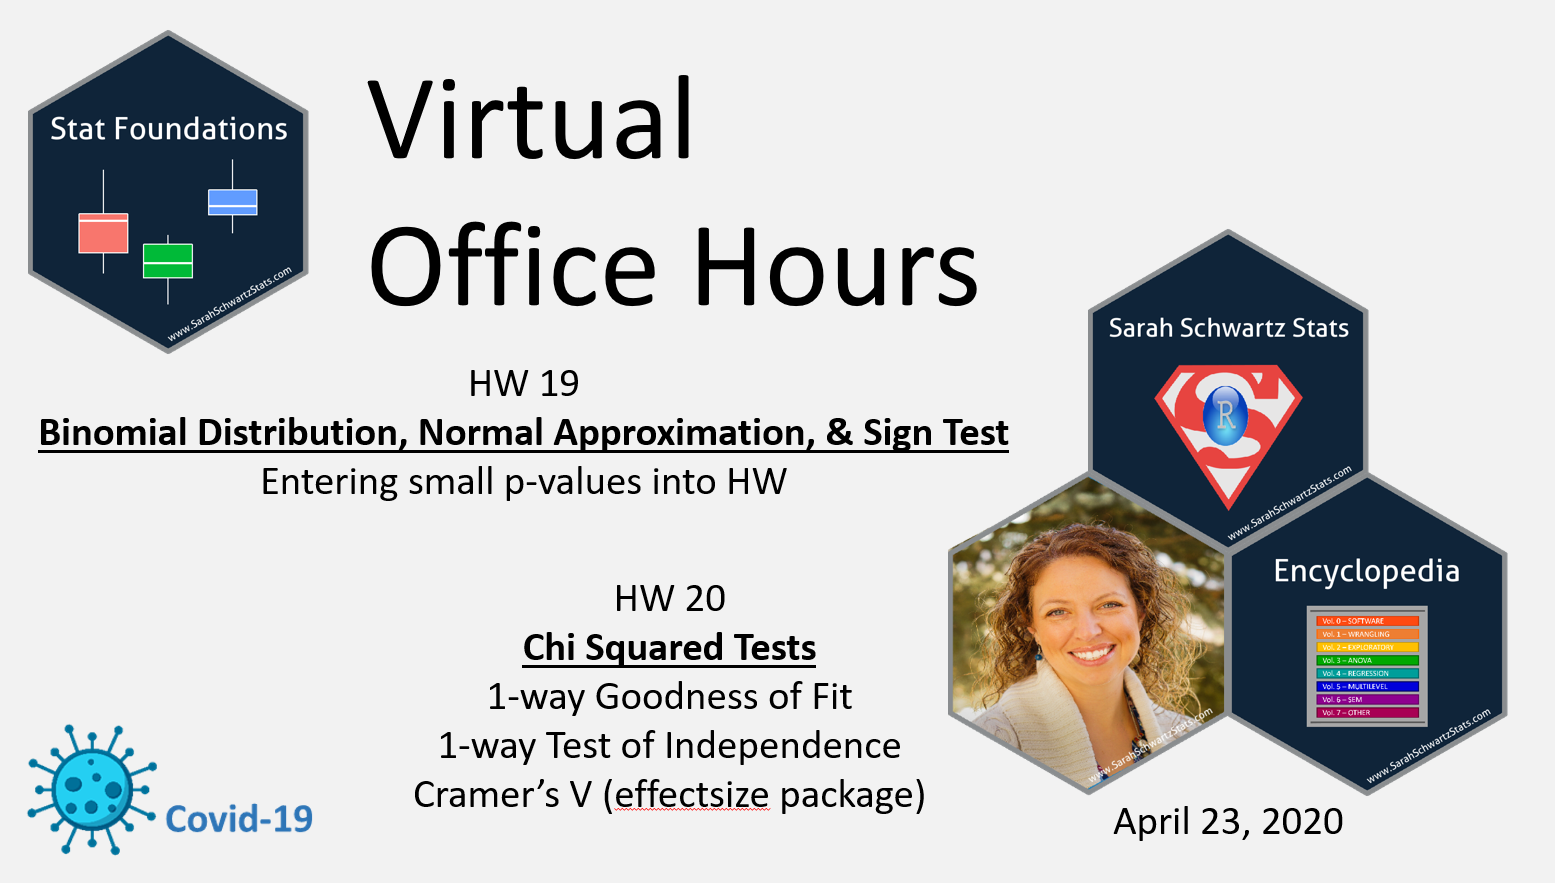 Stat Foundations
www.SarahSchwartzStats.com
Virtual
Office Hours
HW 19
Binomial Distribution, Normal Approximation, & Sign Test
Entering small p-values into HW
HW 20
Chi Squared Tests
1-way Goodness of Fit
1-way Test of Independence
Cramer’s V (effectsize package)
Covid-19
Sarah Schwartz Stats
S
R
www.SarahSchwartzStats.com
www.SarahSchwartzStats.com
Encyclopedia
Vol. 0 – SOFTWARE
Vol. 1 – WRANGLING
Vol. 2 – EXPLORATORY
Vol. 3 – ANOVA
Vol. 4 – REGRESSION
Vol. 5 – MULTILEVEL
Vol. 6 – SEM
Vol. 7 – OTHER
www.SarahSchwartzStats.com
April 23, 2020